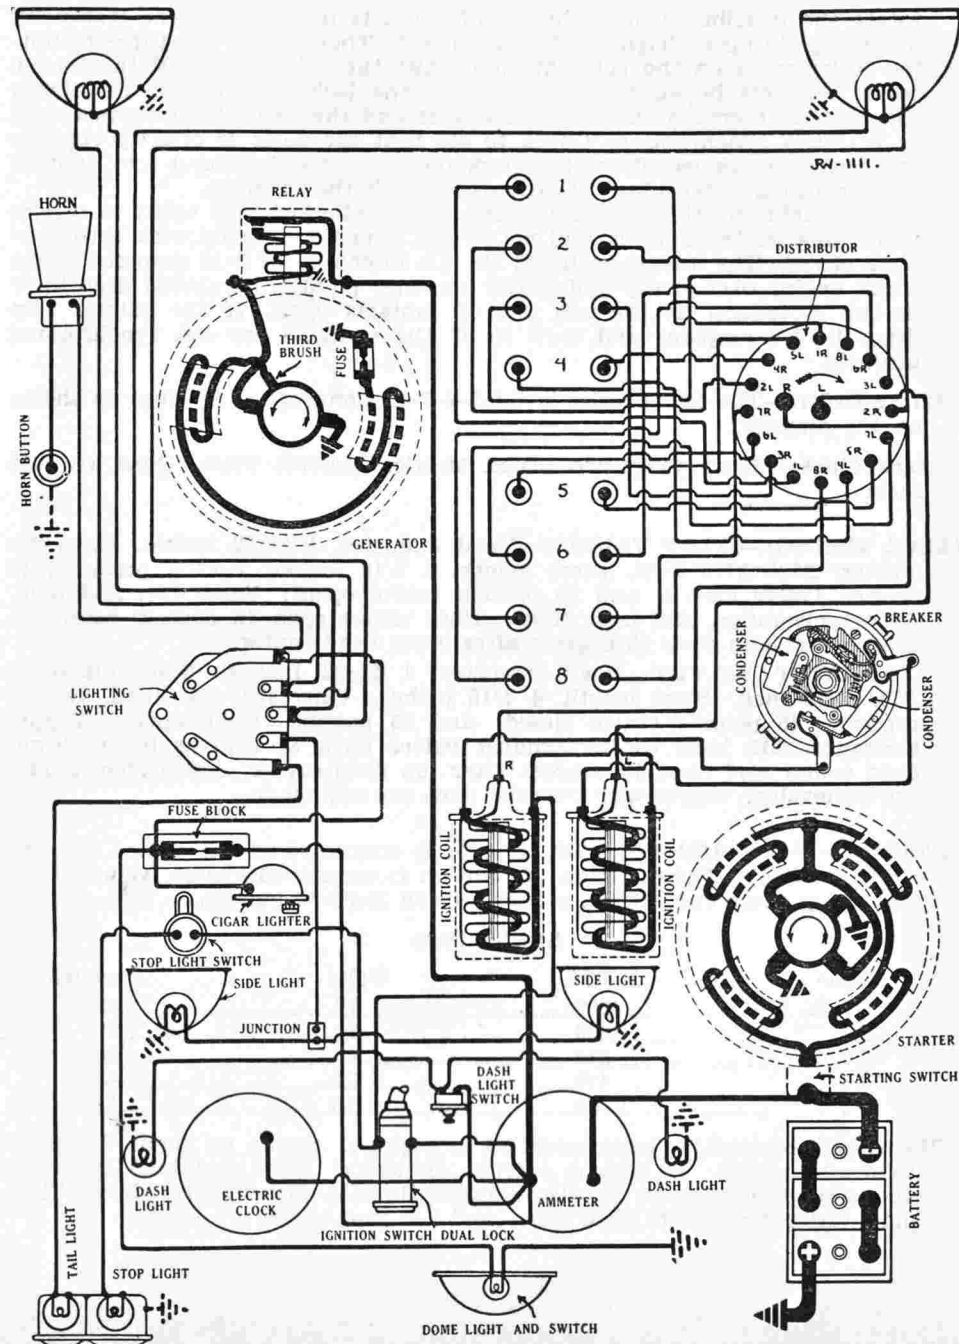 JRW-1111.
RELAY
HORN
1
2
DISTRIBUTOR
3
THIRD
BRUSH
FUSE
4
5L
1R
8L
4R
6R
2L
R
L
3L
7R
2R
6L
7L
3R
1L
8R
4L
5R
HORN BUTTON
5
GENERATOR
6
7
BREAKER
CONDENSER
CONDENSER
8
LIGHTING
SWITCH
R
L
FUSE BLOCK
IGNITION COIL
IGNITION COIL
CIGAR LIGHTER
STOP LIGHT SWITCH
SIDE LIGHT
SIDE LIGHT
JUNCTION
STARTER
DASH
LIGHT
SWITCH
STARTING SWITCH
DASH
LIGHT
ELECTRIC
CLOCK
AMMETER
DASH LIGHT
BATTERY
IGNITION SWITCH DUAL LOCK
TAIL LIGHT
STOP LIGHT
DOME LIGHT AND SWITCH